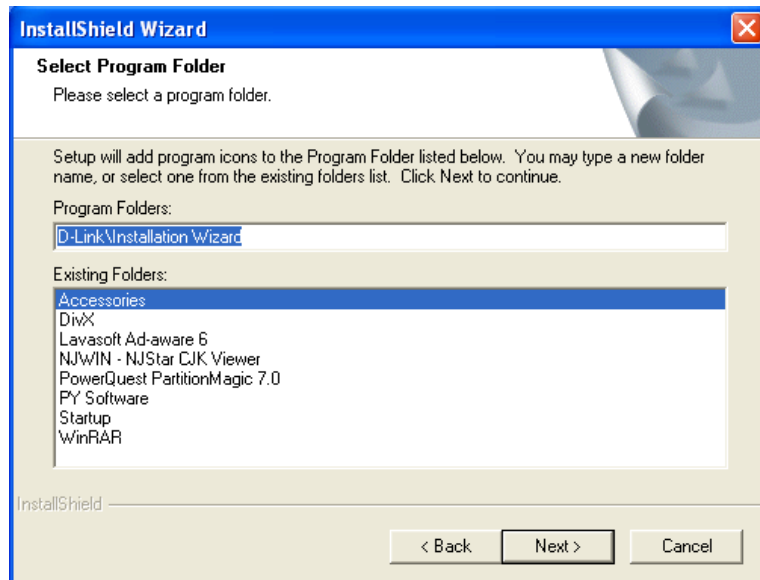 InstallShield Wizard
Select Program Folder
Please select a program folder.
Setup will add program icons to the Program Folder listed below. You may type a new folder
name, or select one from the existing folders list. Click Next to continue.
Program Folders:
D-Link\Installation Wizard
Existing Folders:
Accessories
DivX
Lavasoft Ad-aware 6
NJWIN - NJStar CJK Viewer
PowerQuest PartitionMagic 7.0
PY Software
Startup
WinRAR
InstallShield
< Back Next > Cancel